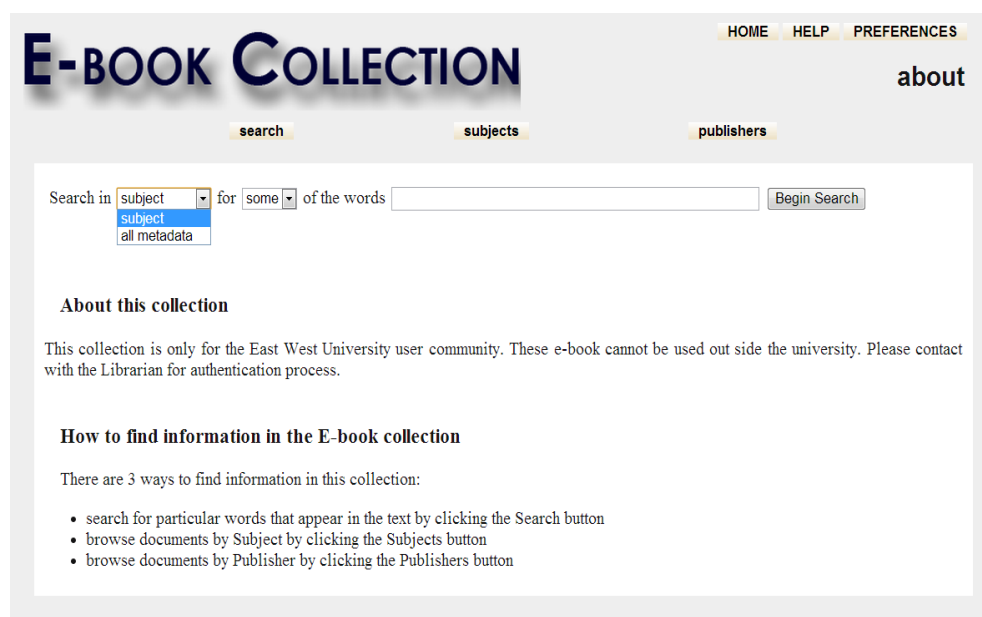 E-BOOK COLLECTION
HOME HELP PREFERENCES
about
search subjects publishers
Search in subject for some of the words Begin Search
subject
all metadata
About this collection
This collection is only for the East West University user community. These e-book cannot be used out side the university. Please contact
with the Librarian for authentication process.
How to find information in the E-book collection
There are 3 ways to find information in this collection:
• search for particular words that appear in the text by clicking the Search button
• browse documents by Subject by clicking the Subjects button
• browse documents by Publisher by clicking the Publishers button